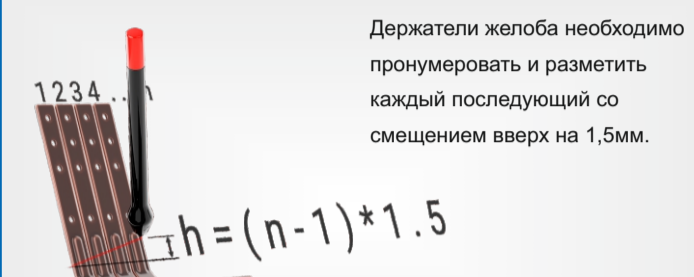 Держатели желоба необходимо
пронумеровать и разметить
каждый последующий со
смещением вверх на 1,5мм.
1234...n
h=(n-1)*1.5